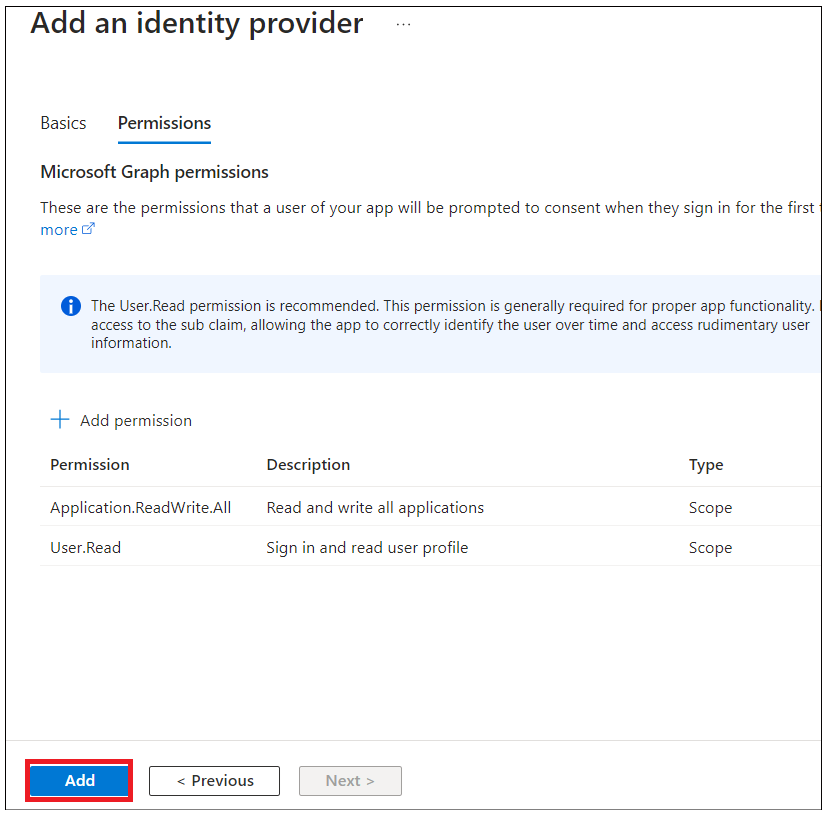 Add an identity provider ...
Basics Permissions
Microsoft Graph permissions
These are the permissions that a user of your app will be prompted to consent when they sign in for the first
more
The User.Read permission is recommended. This permission is generally required for proper app functionality.
access to the sub claim, allowing the app to correctly identify the user over time and access rudimentary user
information.
Add permission
Permission Description Type
Application.ReadWrite.All Read and write all applications Scope
User.Read Sign in and read user profile Scope
Add < Previous Next >